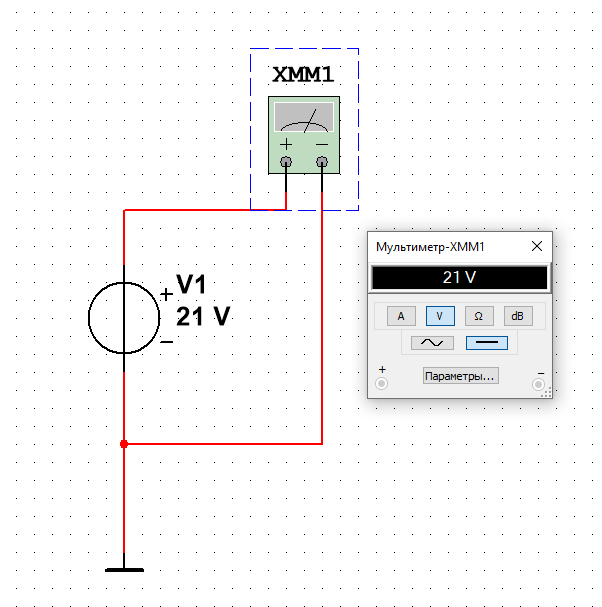 XMM1
+ −
+ V1
21 V
−
Мультиметр-XMM1
21 V
A V Ω dB
+ Параметры... −